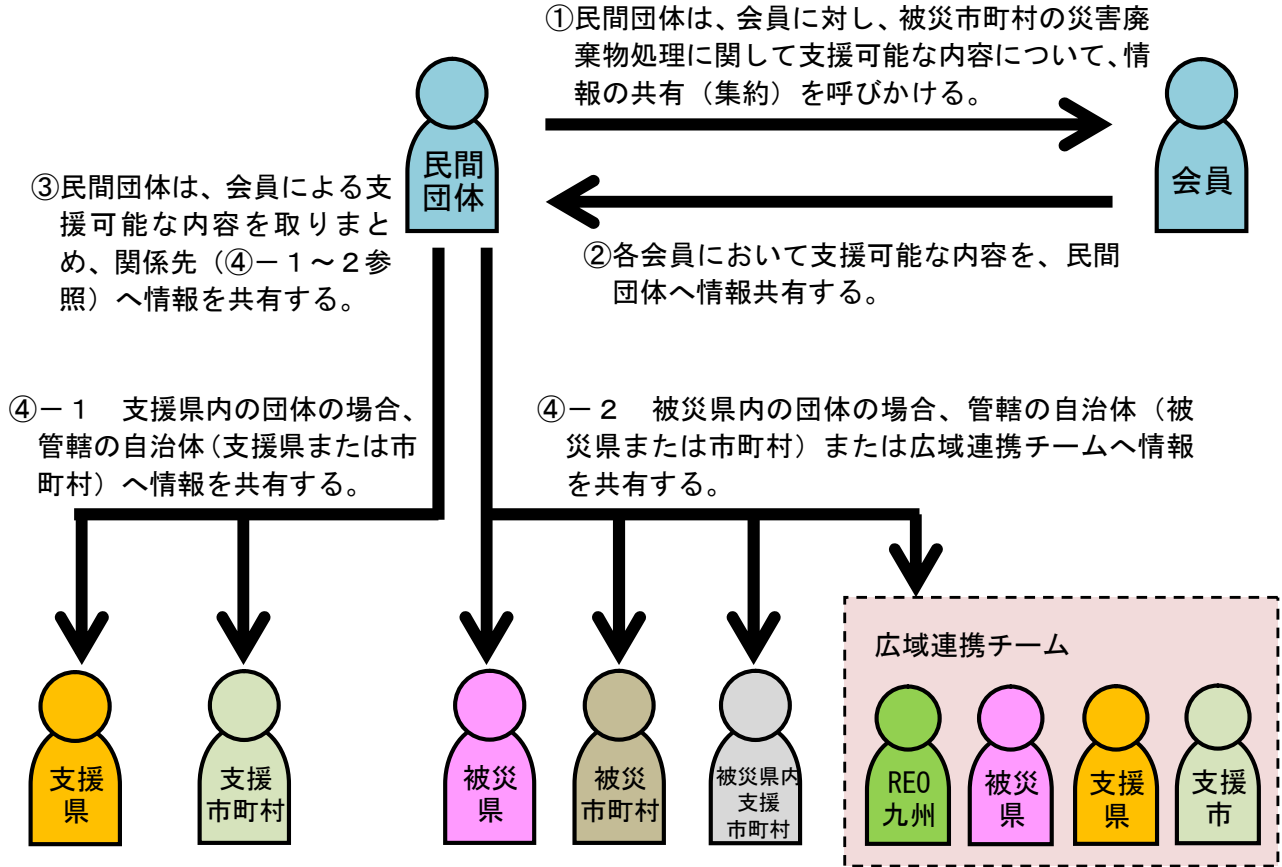 ①民間団体は、会員に対し、被災市町村の災害廃
棄物処理に関して支援可能な内容について、情
報の共有（集約）を呼びかける。
民間
団体
会員
③民間団体は、会員による支
援可能な内容を取りまと
め、関係先（④－１～２参
照）へ情報を共有する。
②各会員において支援可能な内容を、民間
団体へ情報共有する。
④－１　支援県内の団体の場合、
管轄の自治体（支援県または市
町村）へ情報を共有する。
④－２　被災県内の団体の場合、管轄の自治体（被
災県または市町村）または広域連携チームへ情報
を共有する。
広域連携チーム
支援
県
支援
市町村
被災
県
被災
市町村
被災県内
支援
市町村
REO
九州
被災
県
支援
県
支援
市